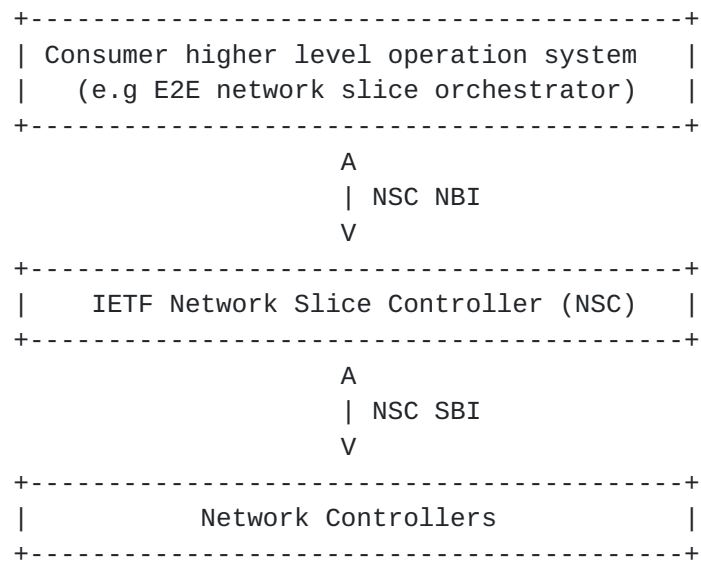 +------------------------------------------+
| Consumer higher level operation system   |
|   (e.g E2E network slice orchestrator)   |
+------------------------------------------+
                     A
                     | NSC NBI
                     V
+------------------------------------------+
|    IETF Network Slice Controller (NSC)   |
+------------------------------------------+
                     A
                     | NSC SBI
                     V
+------------------------------------------+
|           Network Controllers            |
+------------------------------------------+